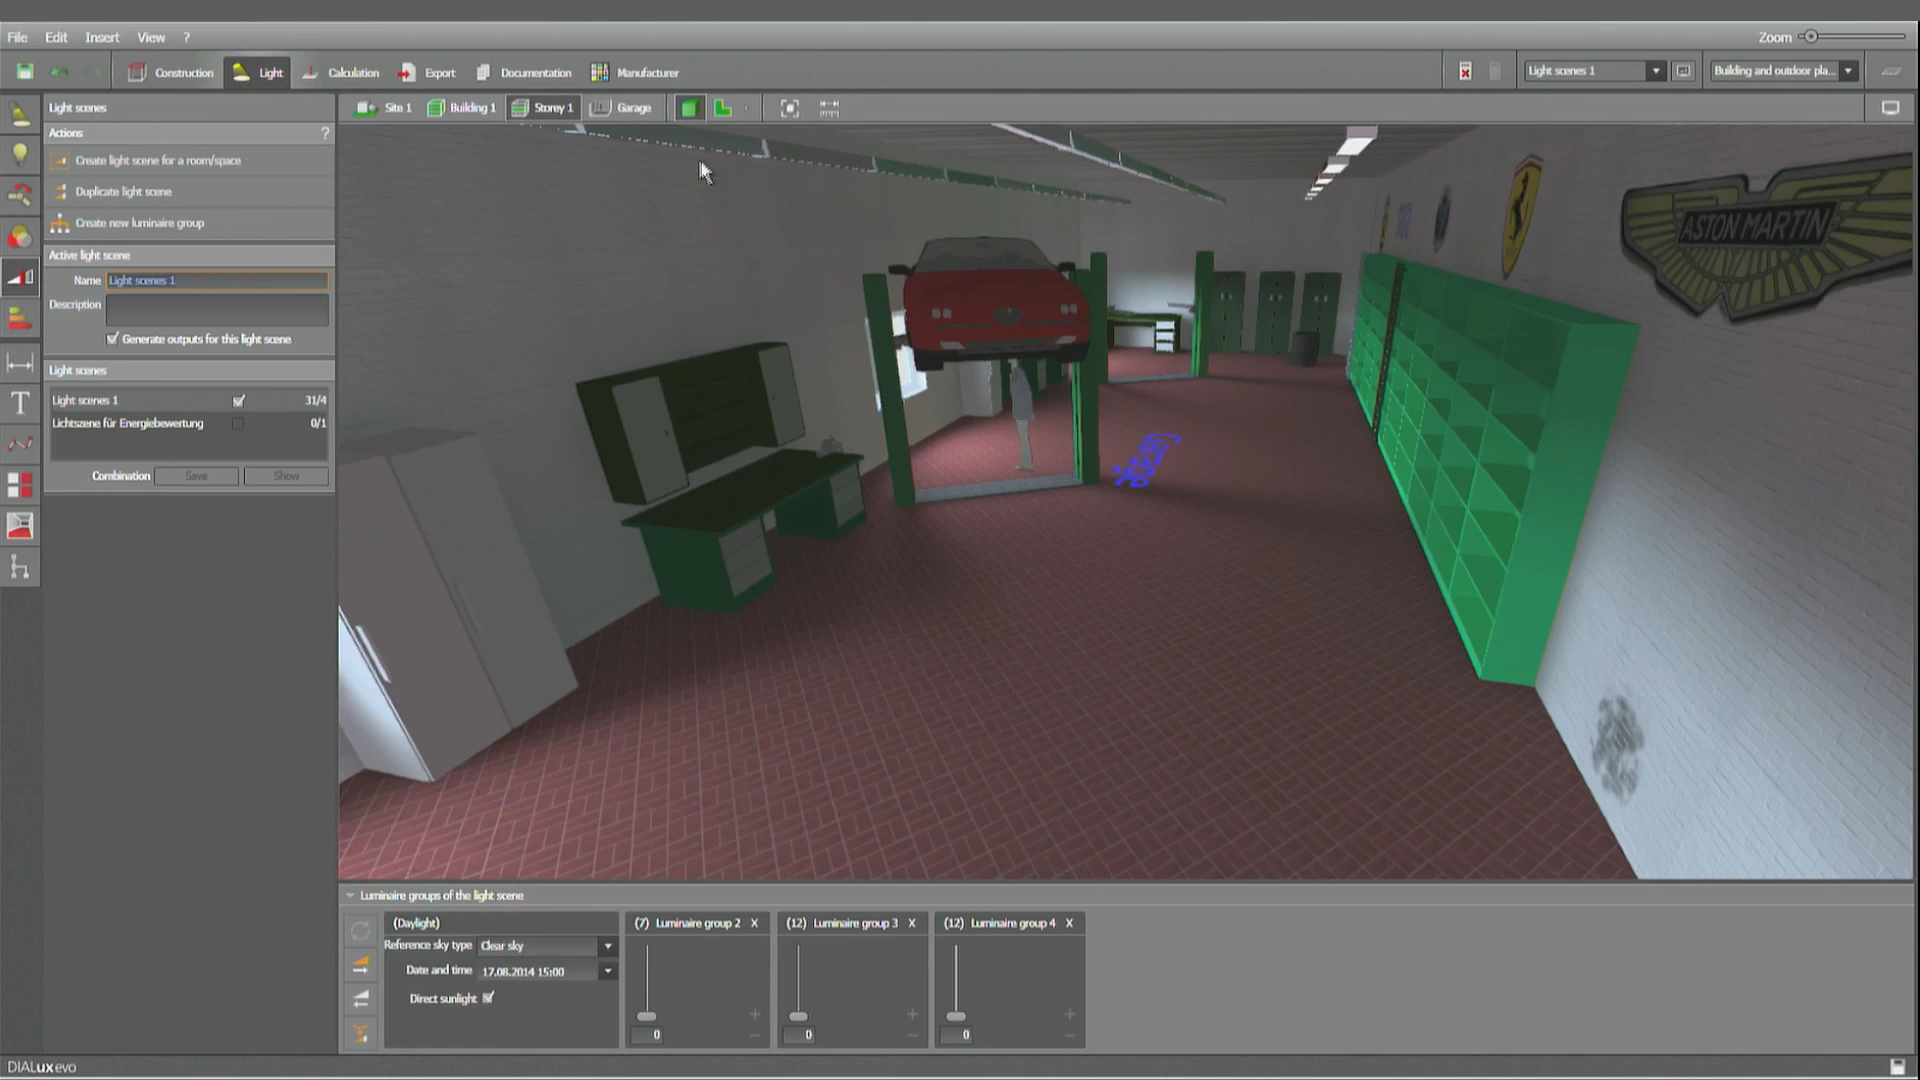 File Edit Insert View ?
Zoom
Construction Light Calculation Export Documentation Manufacturer
Light scenes 1
Building and outdoor pla...
Light scenes
Site 1 Building 1 Storey 1 Garage
Actions ?
Create light scene for a room/space
Duplicate light scene
Create new luminaire group
Active light scene
Name Light scenes 1
Description
Generate outputs for this light scene
Light scenes
Light scenes 1 31/4
Lichtszene für Energiebewertung 0/1
Combination Save Show
ASTON MARTIN
Garage
Luminaire groups of the light scene
(Daylight)
Reference sky type Clear sky
Date and time 17.08.2014 15:00
Direct sunlight
(7) Luminaire group 2 X
0
(12) Luminaire group 3 X
0
(12) Luminaire group 4 X
0
DIALux evo